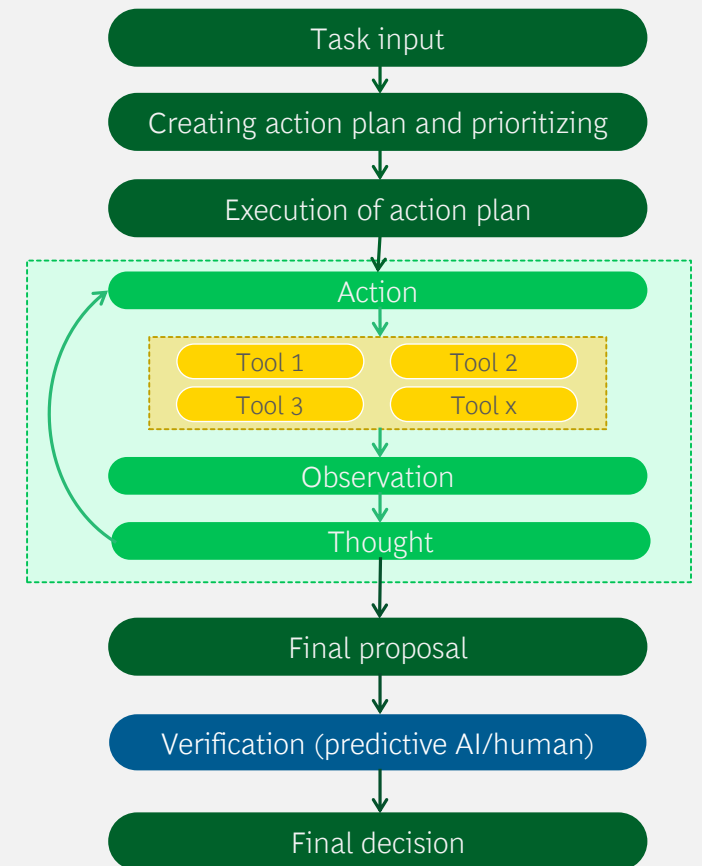 Task input
Creating action plan and prioritizing
Execution of action plan
Action
Tool 1
Tool 2
Tool 3
Tool x
Observation
Thought
Final proposal
Verification (predictive AI/human)
Final decision